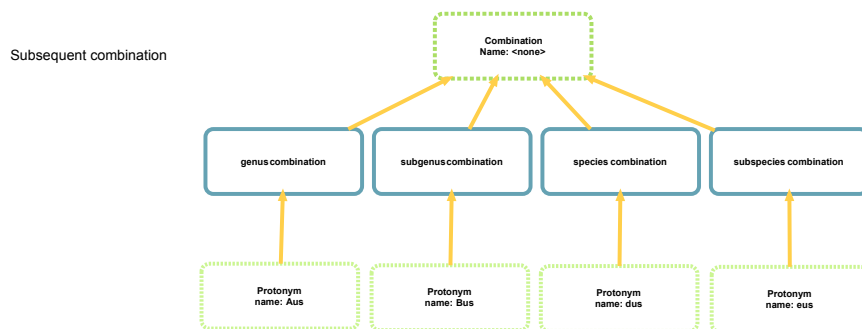 Subsequent combination
Combination
Name: <none>
genus combination
subgenus combination
species combination
subspecies combination
Protonym
name: Aus
Protonym
name: Bus
Protonym
name: dus
Protonym
name: eus